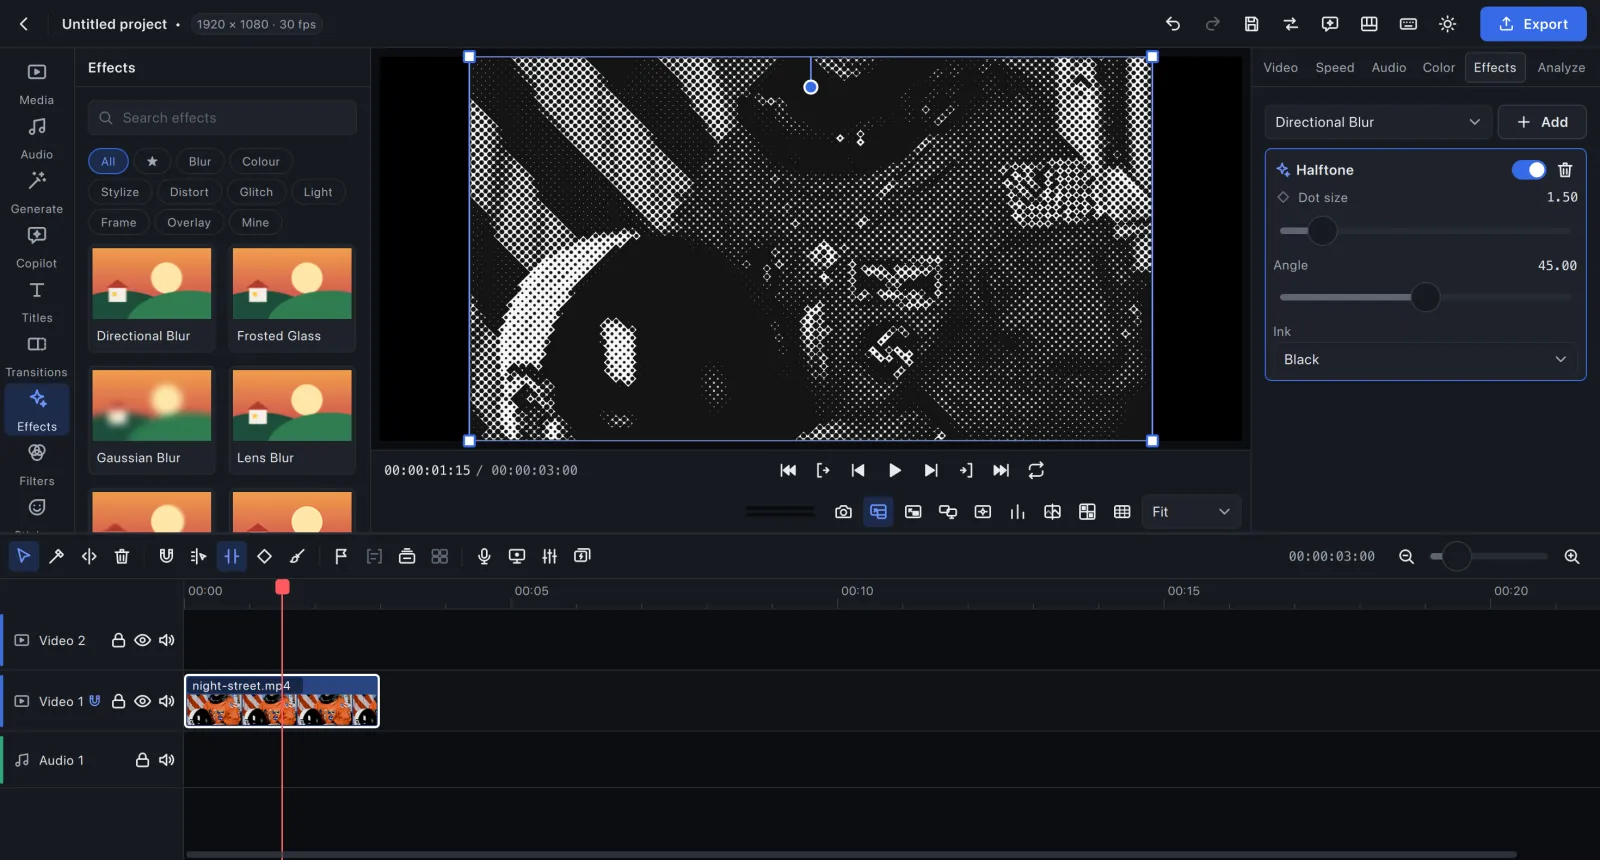 Untitled project • 1920 × 1080 · 30 fps
Export
Media
Audio
Generate
Copilot
Titles
Transitions
Effects
Filters
Effects
Search effects
All ★ Blur Colour
Stylize Distort Glitch Light
Frame Overlay Mine
Directional Blur Frosted Glass
Gaussian Blur Lens Blur
00:00:01:15 / 00:00:03:00
Fit
Video Speed Audio Color Effects Analyze
Directional Blur
Add
Halftone
Dot size 1.50
Angle 45.00
Ink
Black
00:00:03:00
00:00 00:05 00:10 00:15 00:20
Video 2
Video 1
night-street.mp4
Audio 1